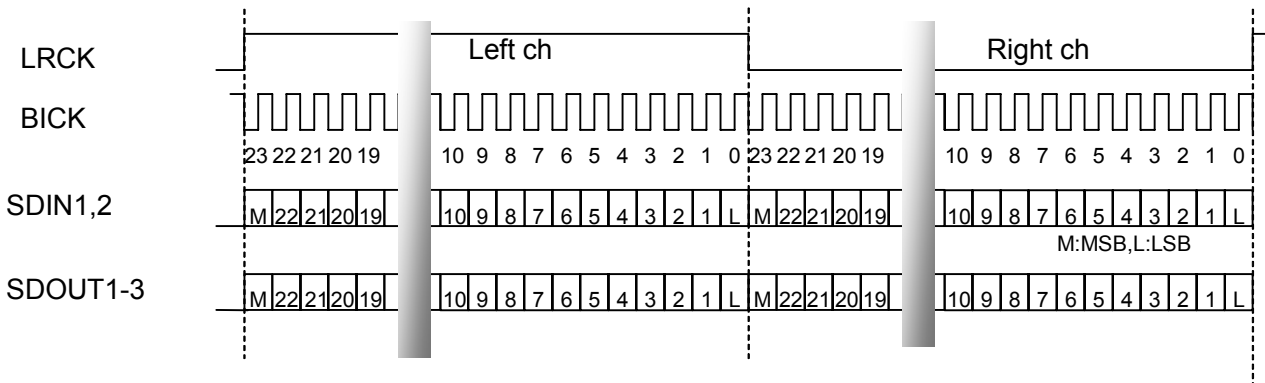 LRCK Left ch Right ch
BICK
23 22 21 20 19 10 9 8 7 6 5 4 3 2 1 0 23 22 21 20 19 10 9 8 7 6 5 4 3 2 1 0
SDIN1,2 M 22 21 20 19 10 9 8 7 6 5 4 3 2 1 L M 22 21 20 19 10 9 8 7 6 5 4 3 2 1 L
M:MSB,L:LSB
SDOUT1-3 M 22 21 20 19 10 9 8 7 6 5 4 3 2 1 L M 22 21 20 19 10 9 8 7 6 5 4 3 2 1 L